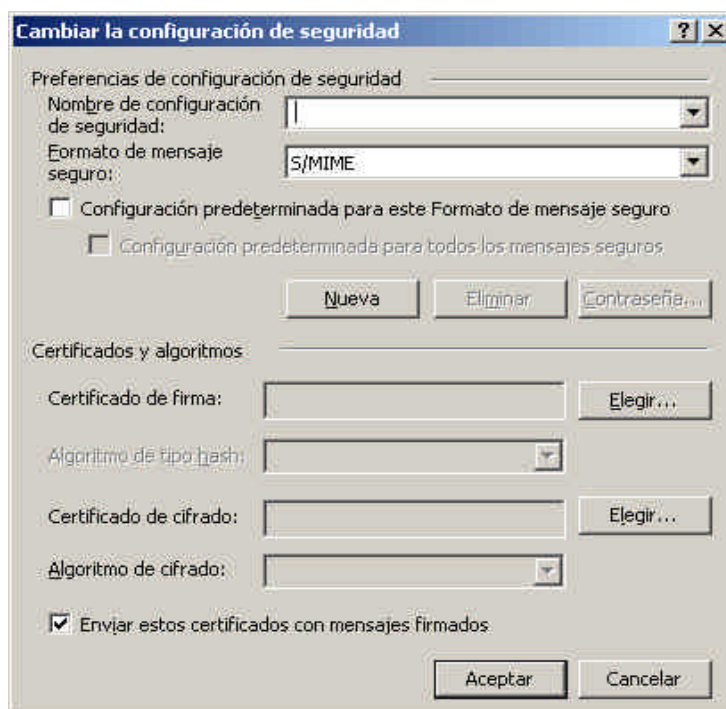 Cambiar la configuración de seguridad
Preferencias de configuración de seguridad
Nombre de configuración
de seguridad:
Formato de mensaje
seguro:
S/MIME
Configuración predeterminada para este Formato de mensaje seguro
Configuración predeterminada para todos los mensajes seguros
Nueva
Eliminar
Contraseña...
Certificados y algoritmos
Certificado de firma:
Elegir...
Algoritmo de tipo hash:
Certificado de cifrado:
Elegir...
Algoritmo de cifrado:
Enviar estos certificados con mensajes firmados
Aceptar
Cancelar